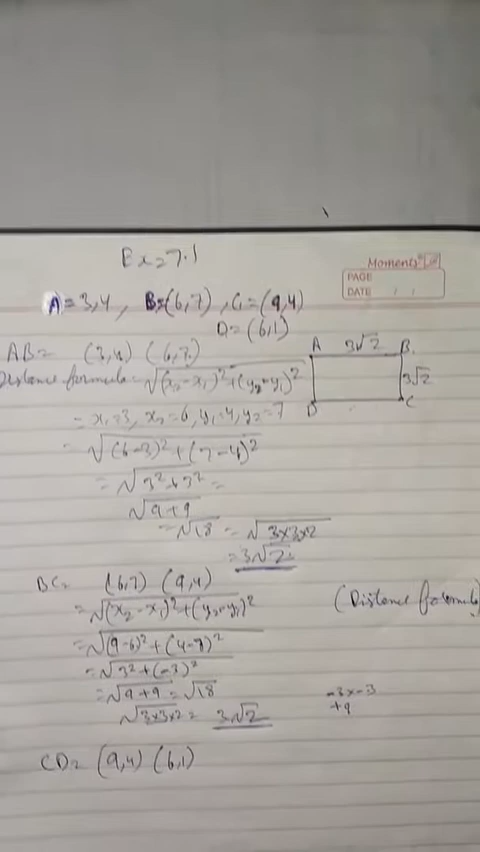 Ex=7.1
Moments
PAGE
DATE / /
A=3,4, B=(6,7), C=(9,4)
D=(6,1)
AB= (3,4) (6,7)
Distance formula=√(x₂-x₁)²+(y₂-y₁)²
A 3√2 B
3√2
D C
= x₁=3, x₂=6, y₁=4, y₂=7
=√(6-3)²+(7-4)²
=√3²+3² =
√9+9
=√18 = √3×3×2
=3√2
BC= (6,7) (9,4)
=√(x₂-x₁)²+(y₂-y₁)² (Distance formula)
=√(9-6)²+(4-7)²
=√3²+(-3)²
=√9+9=√18
-3×-3
+9
√3×3×2= 3√2
CD= (9,4) (6,1)